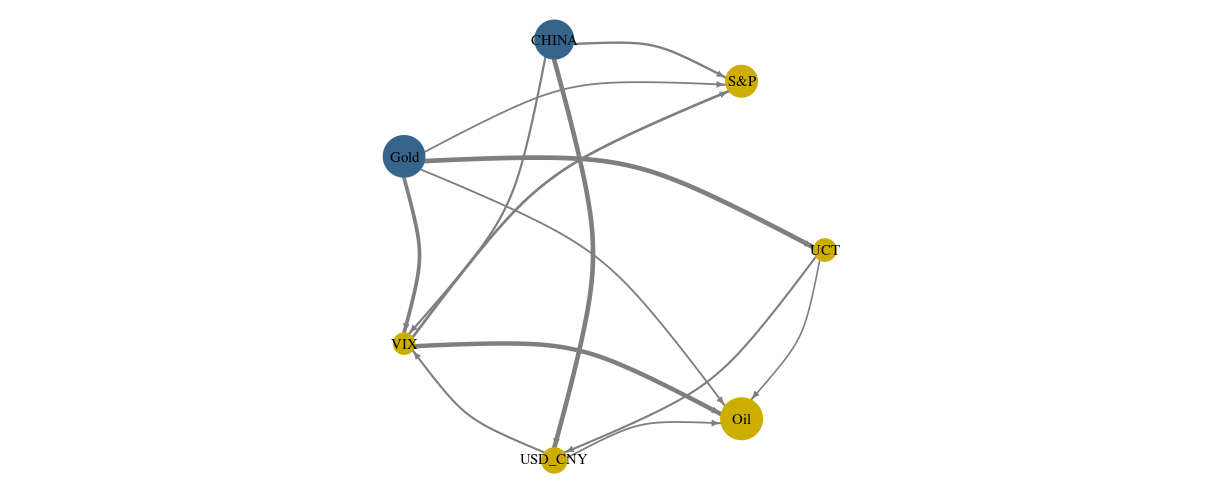 CHINA
S&P
Gold
UCT
VIX
Oil
USD_CNY